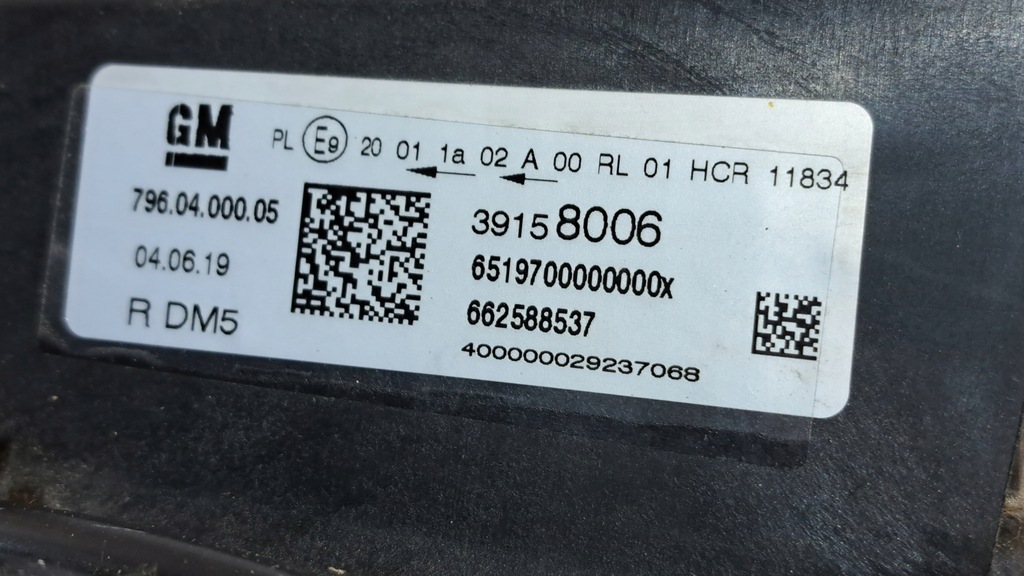 GM
PL E9 20 01 1a 02 A 00 RL 01 HCR 11834
796.04.000.05
04.06.19
R DM5
39158006
6519700000000x
662588537
400000029237068